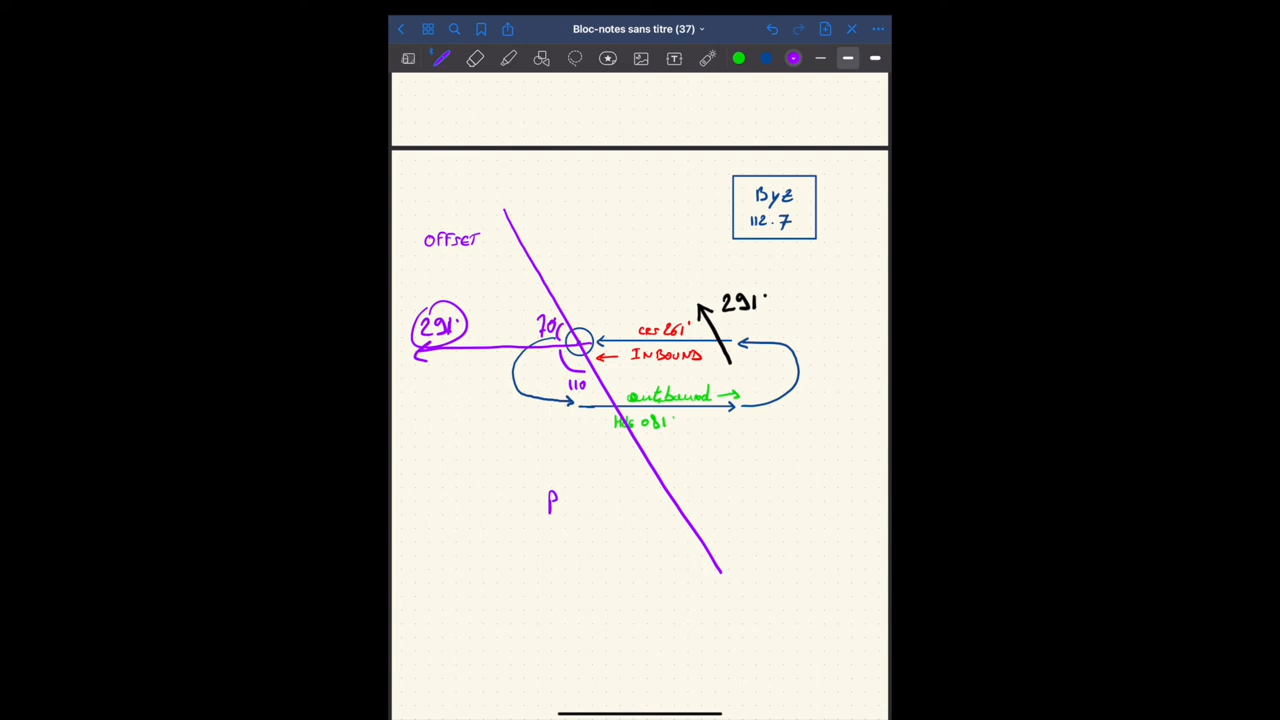 Bloc-notes sans titre (37)
Byz
112.7
OFFSET
291°
291°
70
crs 261°
INBOUND
110
outbound
Hdg 081°
P